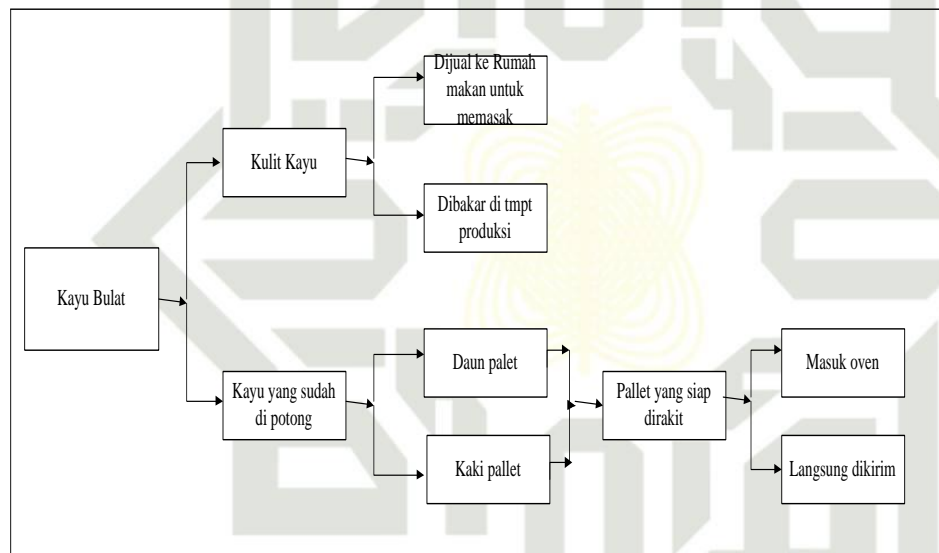 Dijual ke Rumah
makan untuk
memasak
Kulit Kayu
Dibakar di tmpt
produksi
Kayu Bulat
Kayu yang sudah
di potong
Daun palet
Kaki pallet
Pallet yang siap
dirakit
Masuk oven
Langsung dikirim